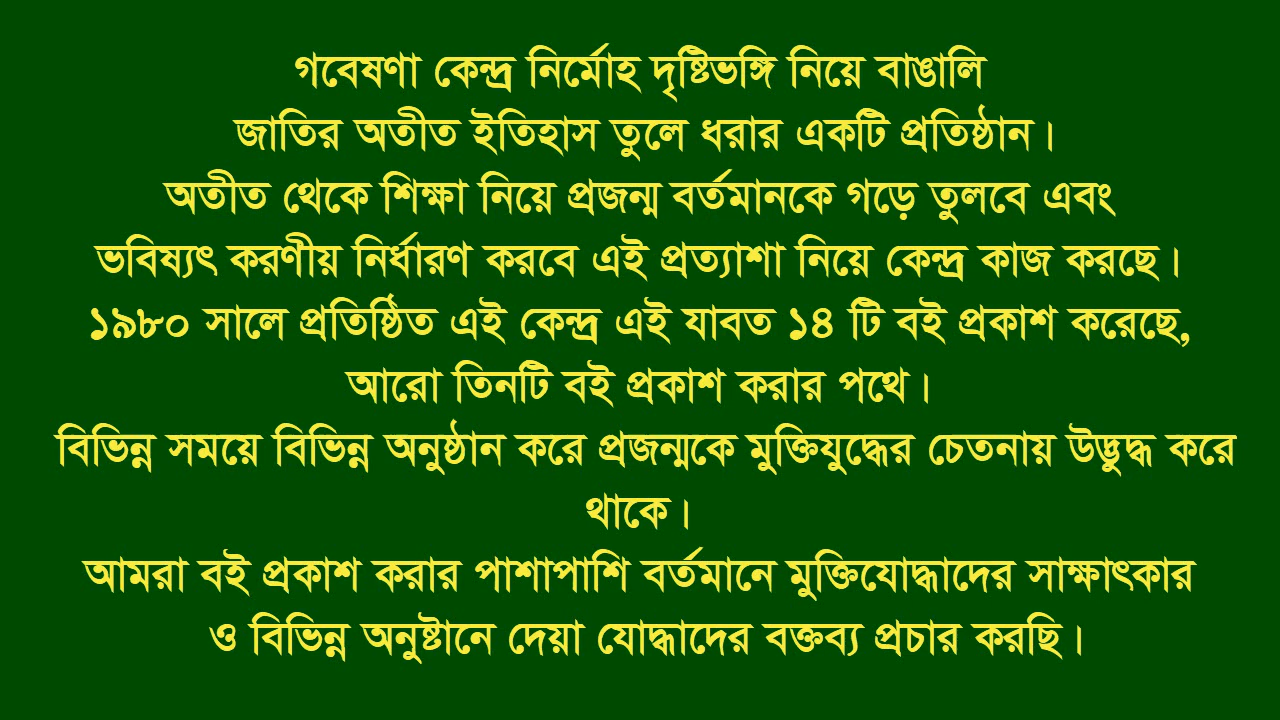 গবেষণা কেন্দ্র নির্মোহ দৃষ্টিভঙ্গি নিয়ে বাঙালি
জাতির অতীত ইতিহাস তুলে ধরার একটি প্রতিষ্ঠান।
অতীত থেকে শিক্ষা নিয়ে প্রজন্ম বর্তমানকে গড়ে তুলবে এবং
ভবিষ্যৎ করণীয় নির্ধারণ করবে এই প্রত্যাশা নিয়ে কেন্দ্র কাজ করছে।
১৯৮০ সালে প্রতিষ্ঠিত এই কেন্দ্র এই যাবত ১৪ টি বই প্রকাশ করেছে,
আরো তিনটি বই প্রকাশ করার পথে।
বিভিন্ন সময়ে বিভিন্ন অনুষ্ঠান করে প্রজন্মকে মুক্তিযুদ্ধের চেতনায় উদ্ভুদ্ধ করে
থাকে।
আমরা বই প্রকাশ করার পাশাপাশি বর্তমানে মুক্তিযোদ্ধাদের সাক্ষাৎকার
ও বিভিন্ন অনুষ্টানে দেয়া যোদ্ধাদের বক্তব্য প্রচার করছি।